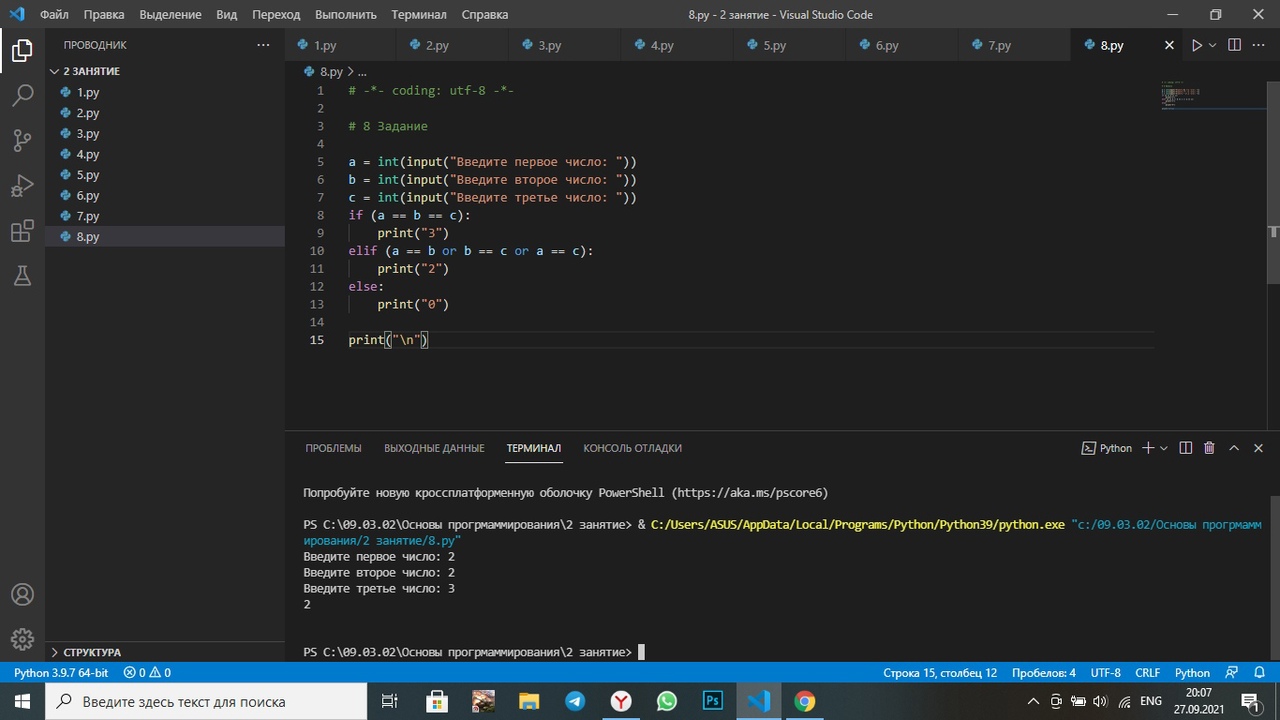 Файл Правка Выделение Вид Переход Выполнить Терминал Справка 8.py - 2 занятие - Visual Studio Code
ПРОВОДНИК ...
1.py 2.py 3.py 4.py 5.py 6.py 7.py 8.py
2 ЗАНЯТИЕ
1.py
2.py
3.py
4.py
5.py
6.py
7.py
8.py
8.py > ...
1 # -*- coding: utf-8 -*-
2
3 # 8 Задание
4
5 a = int(input("Введите первое число: "))
6 b = int(input("Введите второе число: "))
7 c = int(input("Введите третье число: "))
8 if (a == b == c):
9 print("3")
10 elif (a == b or b == c or a == c):
11 print("2")
12 else:
13 print("0")
14
15 print("\n")
ПРОБЛЕМЫ ВЫХОДНЫЕ ДАННЫЕ ТЕРМИНАЛ КОНСОЛЬ ОТЛАДКИ Python
Попробуйте новую кроссплатформенную оболочку PowerShell (https://aka.ms/pscore6)
PS C:\09.03.02\Основы прогрмаммирования\2 занятие> & C:/Users/ASUS/AppData/Local/Programs/Python/Python39/python.exe "c:/09.03.02/Основы прогрмамм
ирования/2 занятие/8.py"
Введите первое число: 2
Введите второе число: 2
Введите третье число: 3
2
PS C:\09.03.02\Основы прогрмаммирования\2 занятие>
СТРУКТУРА
Python 3.9.7 64-bit 0 0 Строка 15, столбец 12 Пробелов: 4 UTF-8 CRLF Python
Введите здесь текст для поиска
Ps
ENG
20:07
27.09.2021
1